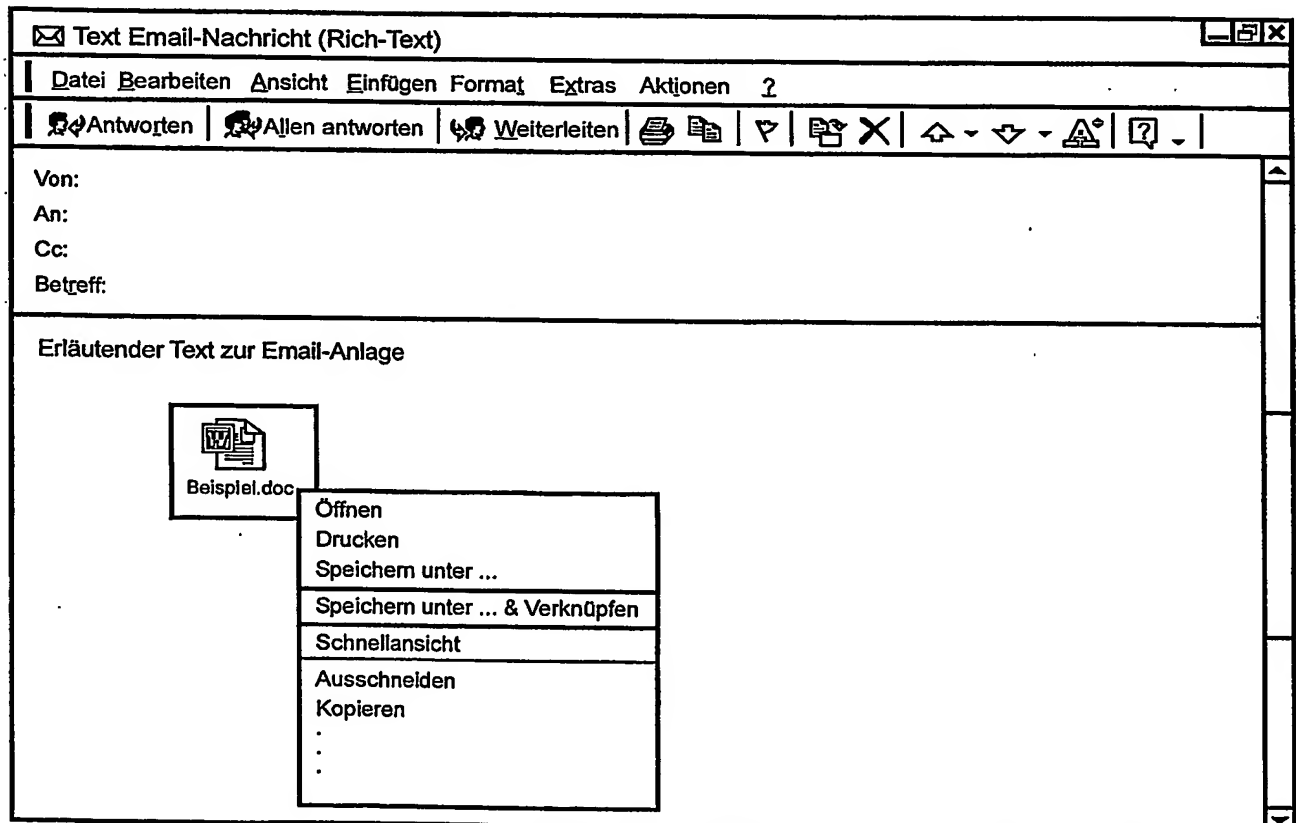 Text Email-Nachricht (Rich-Text)
Datei Bearbeiten Ansicht Einfügen Format Extras Aktionen ?
Antworten Allen antworten Weiterleiten
Von:
An:
Cc:
Betreff:
Erläutender Text zur Email-Anlage
W
Beispiel.doc
Öffnen
Drucken
Speichern unter ...
Speichern unter ... & Verknüpfen
Schnellansicht
Ausschneiden
Kopieren
.
.
.